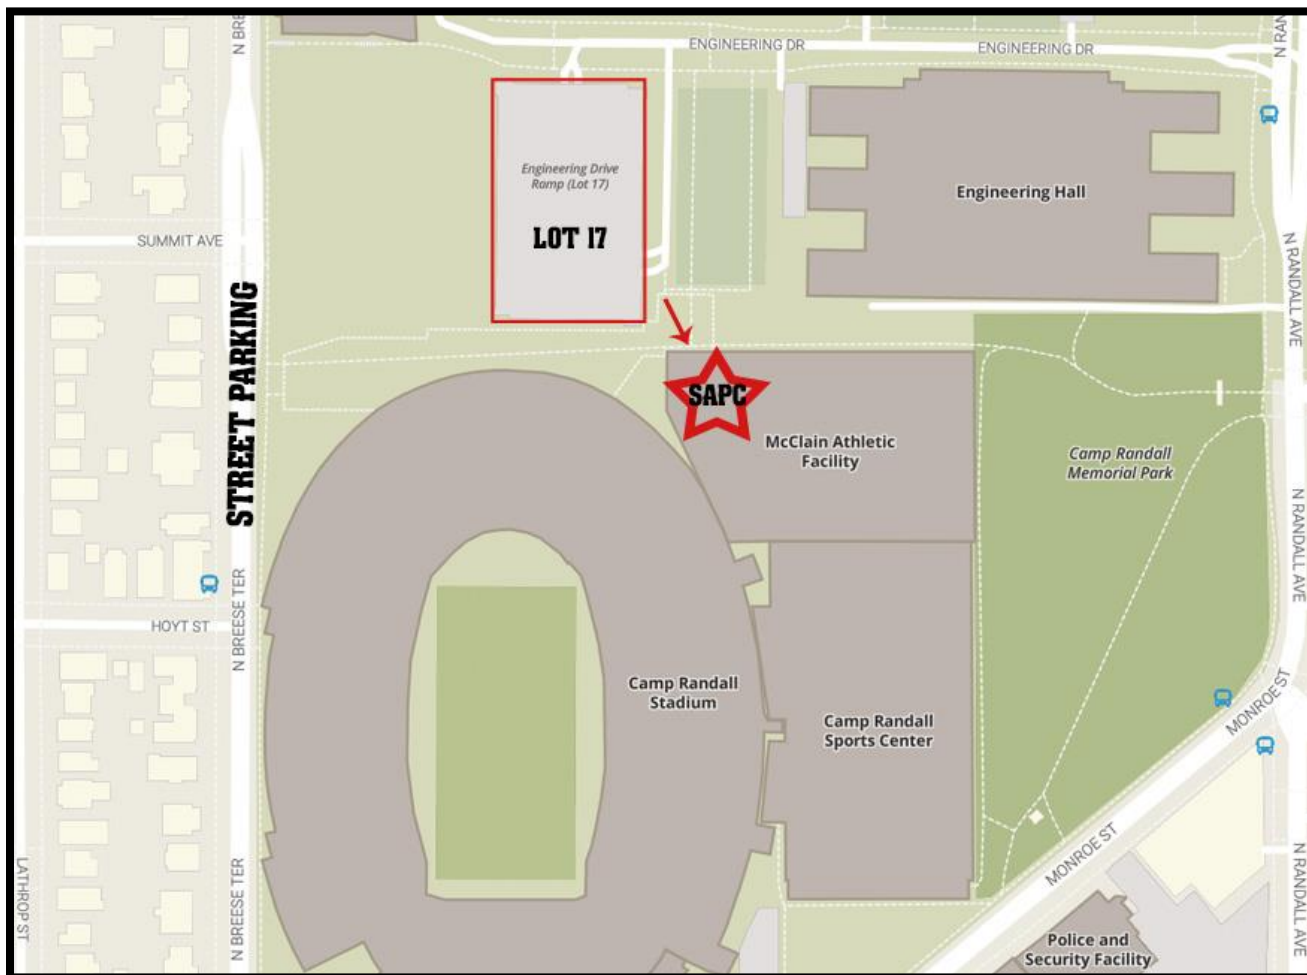 N BRE
ENGINEERING DR
ENGINEERING DR
N RAN
Engineering Drive
Ramp (Lot 17)
LOT 17
Engineering Hall
SUMMIT AVE
N RANDALL AVE
STREET PARKING
SAPC
McClain Athletic
Facility
Camp Randall
Memorial Park
N RANDALL AVE
N BREESE TER
HOYT ST
Camp Randall
Stadium
Camp Randall
Sports Center
MONROE ST
MONROE ST
LATHROP ST
N BREESE TER
N RANDALL AVE
Police and
Security Facility